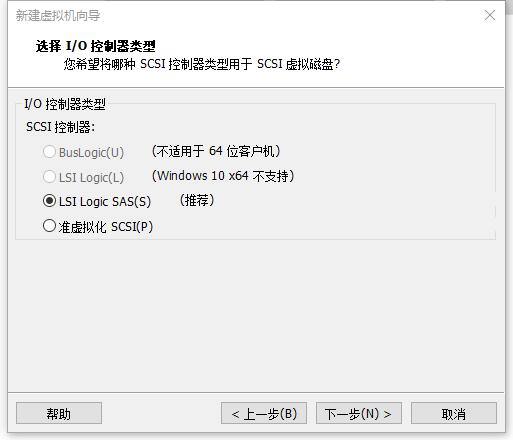 新建虚拟机向导
选择 I/O 控制器类型
您希望将哪种 SCSI 控制器类型用于 SCSI 虚拟磁盘?
I/O 控制器类型
SCSI 控制器:
BusLogic(U) (不适用于 64 位客户机)
LSI Logic(L) (Windows 10 x64 不支持)
LSI Logic SAS(S) (推荐)
准虚拟化 SCSI(P)
帮助 < 上一步(B) 下一步(N) > 取消